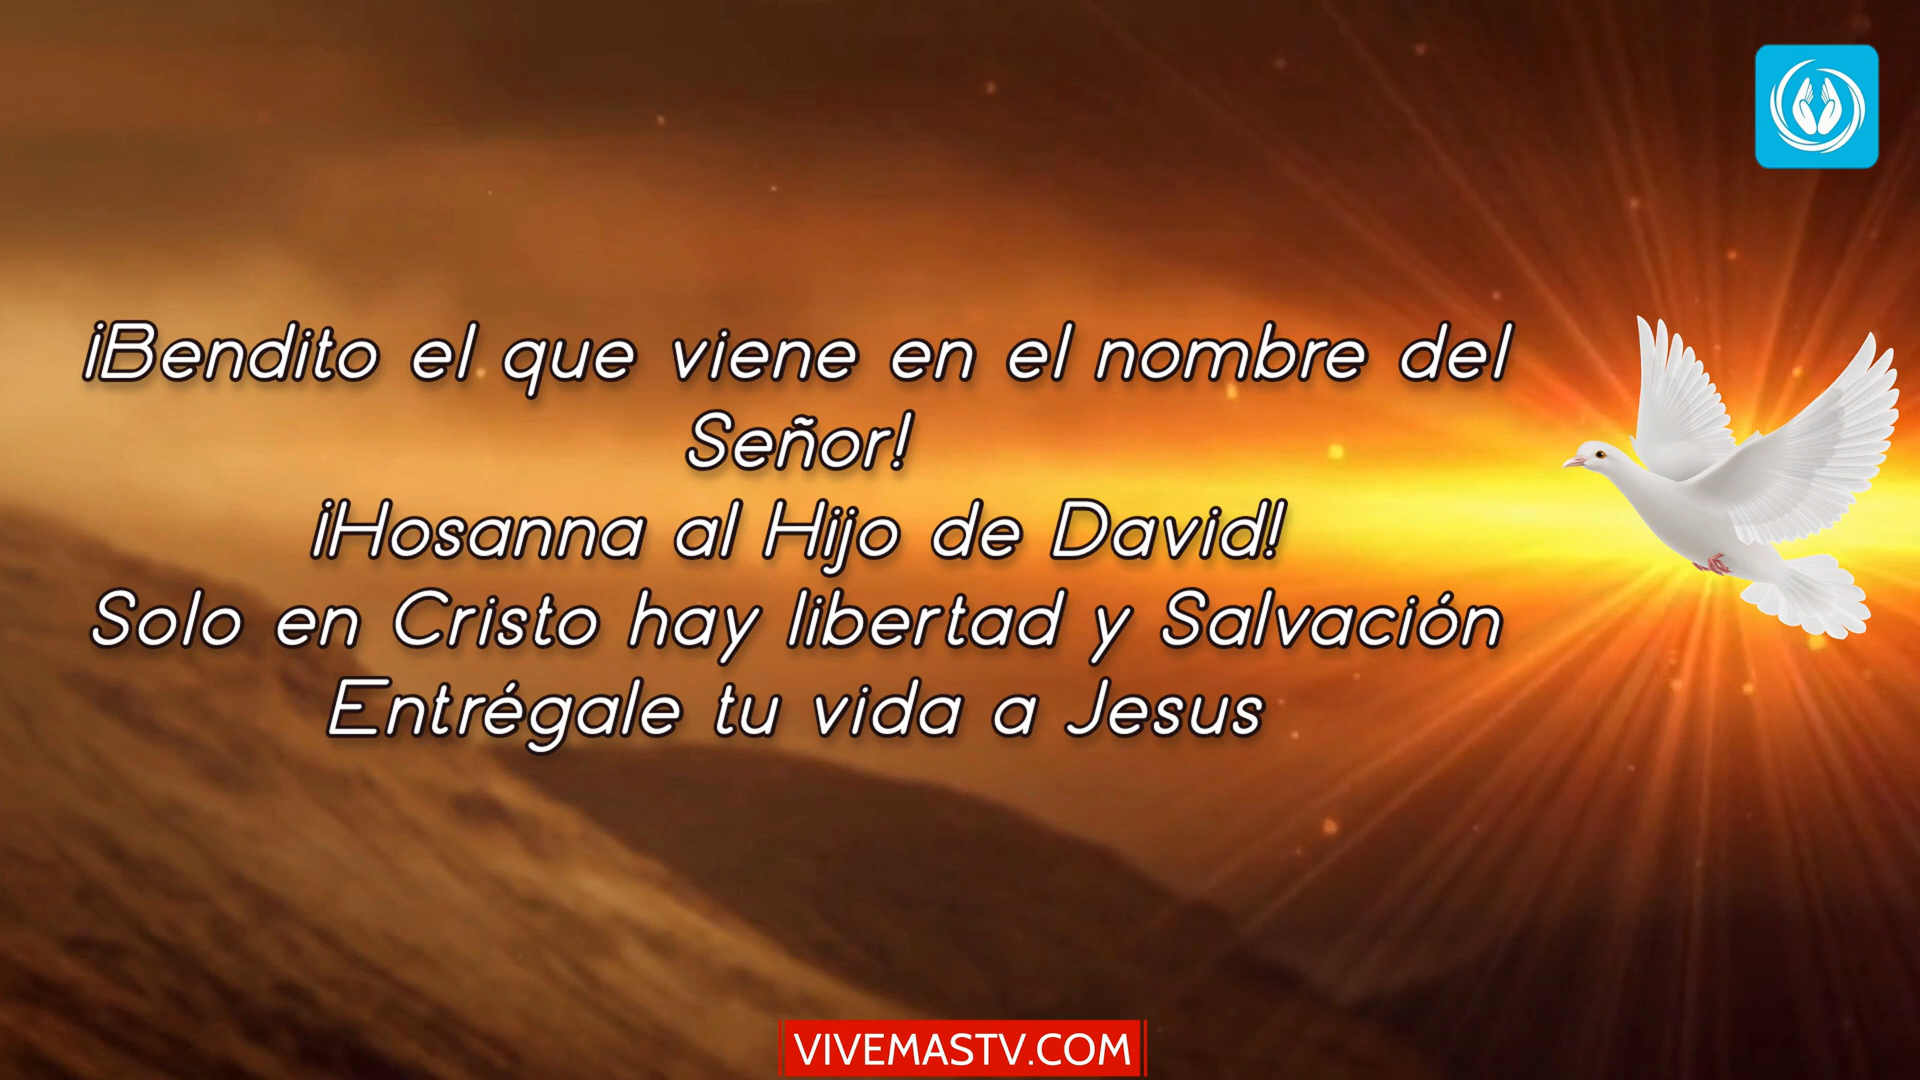 ¡Bendito el que viene en el nombre del
Señor!
¡Hosanna al Hijo de David!
Solo en Cristo hay libertad y Salvación
Entrégale tu vida a Jesus
VIVEMASTV.COM